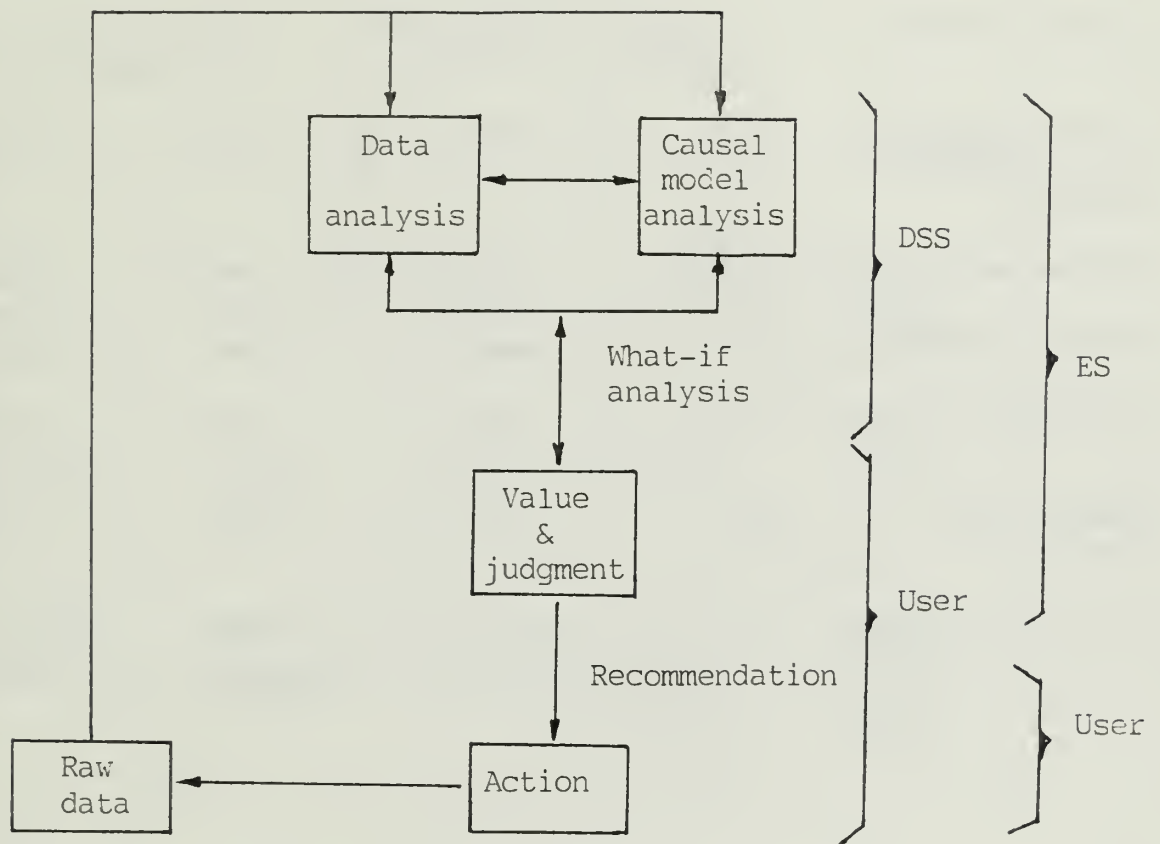 Data
analysis
Causal
model
analysis
DSS
What-if
analysis
ES
Value
&
judgment
User
Recommendation
User
Raw
data
Action